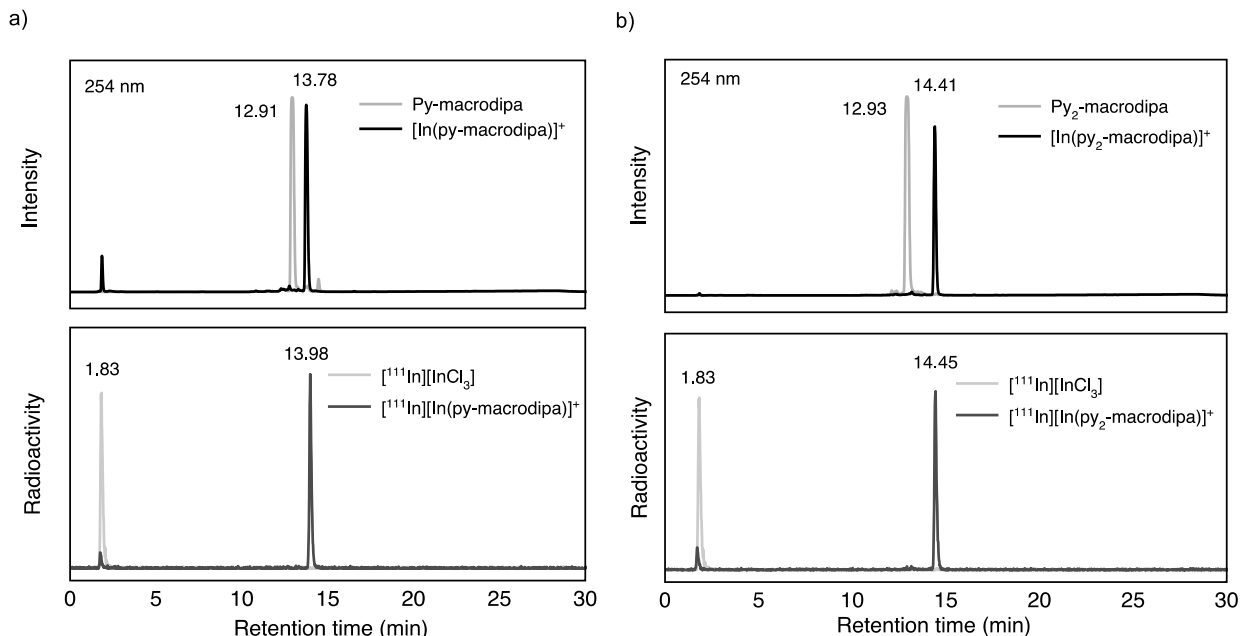 a)
254 nm
13.78
12.91
Py-macrodipa
[In(py-macrodipa)]⁺
Intensity
1.83
13.98
[¹¹¹In][InCl₃]
[¹¹¹In][In(py-macrodipa)]⁺
Radioactivity
0 5 10 15 20 25 30
Retention time (min)
b)
254 nm
14.41
12.93
Py₂-macrodipa
[In(py₂-macrodipa)]⁺
Intensity
1.83
14.45
[¹¹¹In][InCl₃]
[¹¹¹In][In(py₂-macrodipa)]⁺
Radioactivity
0 5 10 15 20 25 30
Retention time (min)